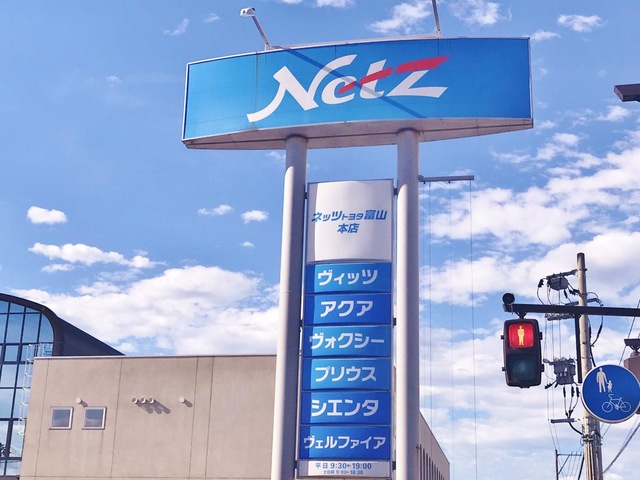 Netz
ネッツトヨタ富山
本店
ヴィッツ
アクア
ヴォクシー
プリウス
シエンタ
ヴェルファイア
平日 9:30~19:00